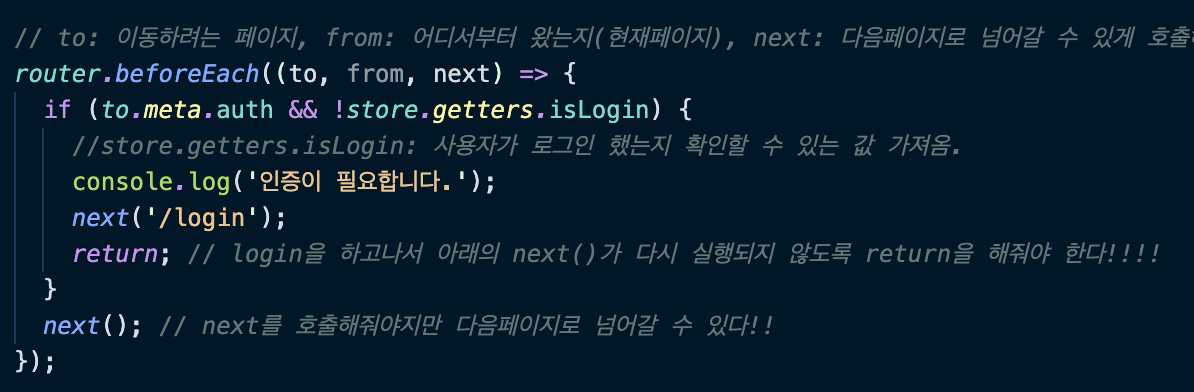 // to: 이동하려는 페이지, from: 어디서부터 왔는지(현재페이지), next: 다음페이지로 넘어갈 수 있게 호출
router.beforeEach((to, from, next) => {
  if (to.meta.auth && !store.getters.isLogin) {
    //store.getters.isLogin: 사용자가 로그인 했는지 확인할 수 있는 값 가져옴.
    console.log('인증이 필요합니다.');
    next('/login');
    return; // login을 하고나서 아래의 next()가 다시 실행되지 않도록 return을 해줘야 한다!!!!
  }
  next(); // next를 호출해줘야지만 다음페이지로 넘어갈 수 있다!!
});